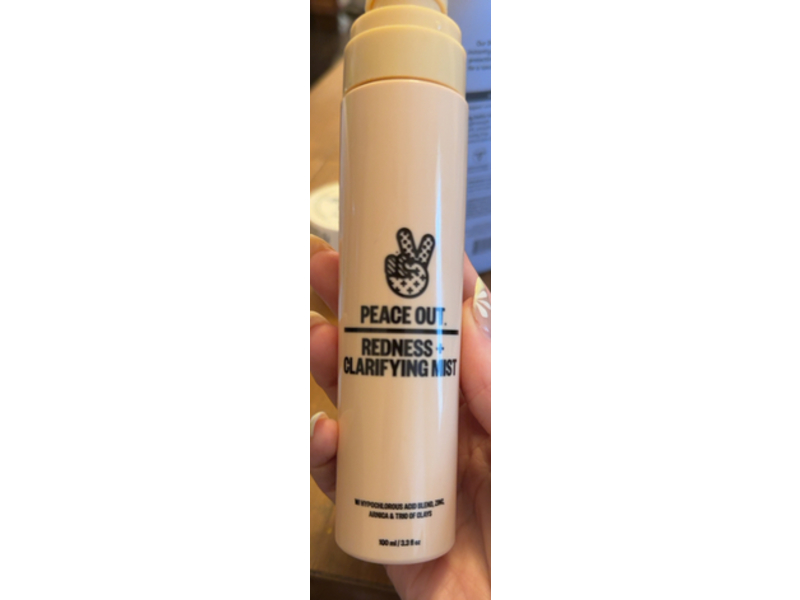 PEACE OUT.
REDNESS +
CLARIFYING MIST
W/ HYPOCHLOROUS ACID BLEND, ZINC,
ARNICA & TRIO OF CLAYS
100 ml / 3.3 fl oz